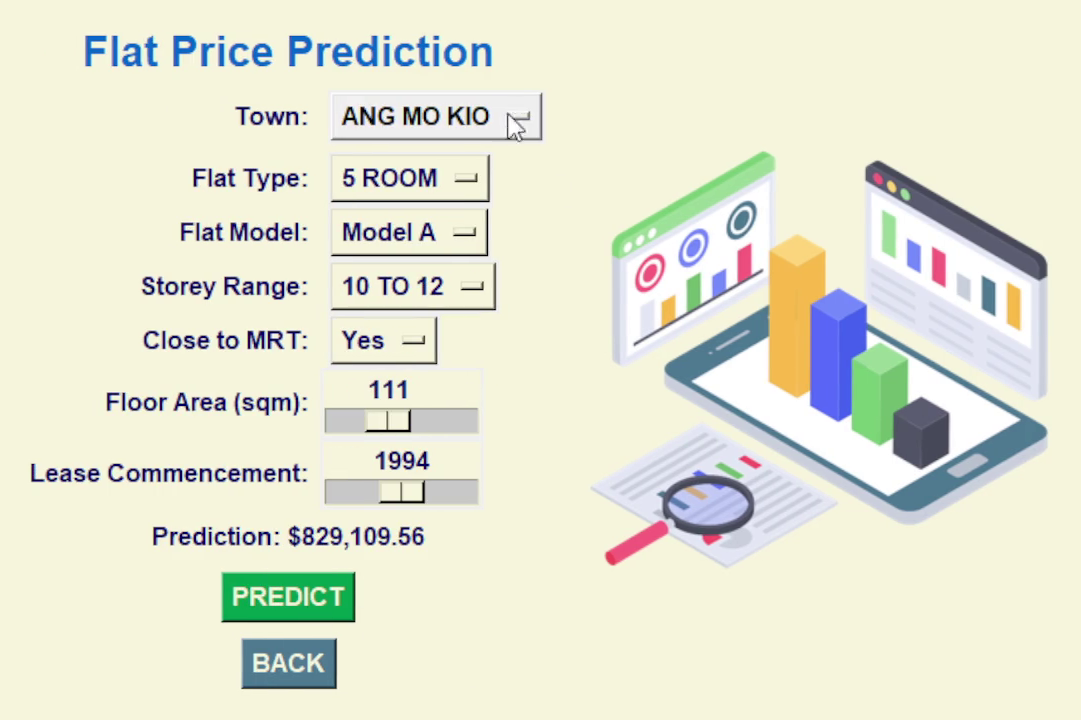 Flat Price Prediction
Town: ANG MO KIO
Flat Type: 5 ROOM
Flat Model: Model A
Storey Range: 10 TO 12
Close to MRT: Yes
111
Floor Area (sqm):
1994
Lease Commencement:
Prediction: $829,109.56
PREDICT
BACK